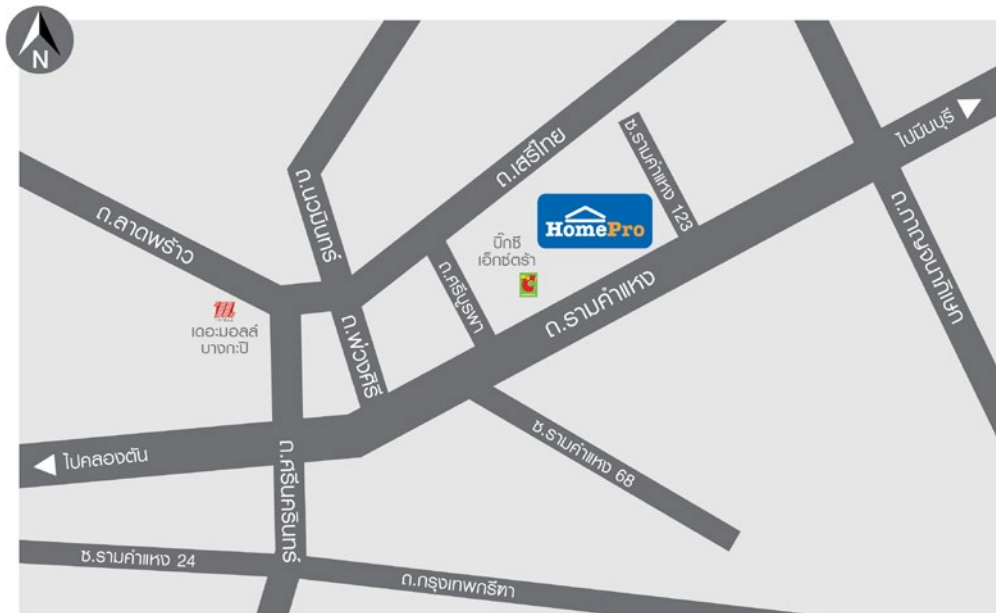 N
ถ.ลาดพร้าว
ถ.นวมินทร์
ถ.เสรีไทย
ซ.รามคำแหง 123
ไปมีนบุรี
ถ.กาญจนาภิเษก
HomePro
บิ๊กซี
เอ็กซ์ตร้า
ถ.ศรีบูรพา
ถ.รามคำแหง
เดอะมอลล์
บางกะปิ
ถ.พ่วงศิริ
ไปคลองตัน
ถ.ศรีนครินทร์
ซ.รามคำแหง 68
ซ.รามคำแหง 24
ถ.กรุงเทพกรีฑา